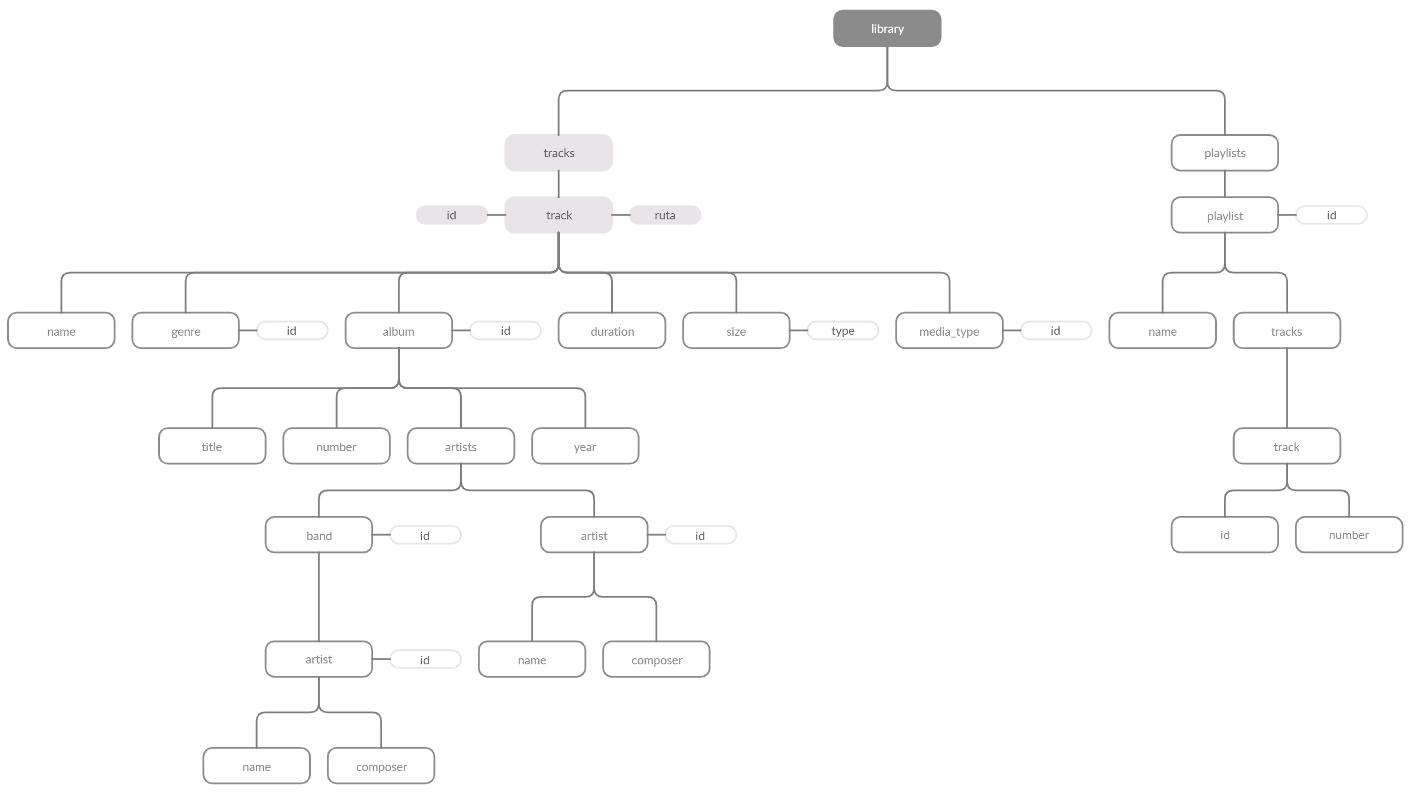 library
tracks
playlists
id
track
ruta
playlist
id
name
genre
id
album
id
duration
size
type
media_type
id
name
tracks
title
number
artists
year
track
band
id
artist
id
id
number
artist
id
name
composer
name
composer